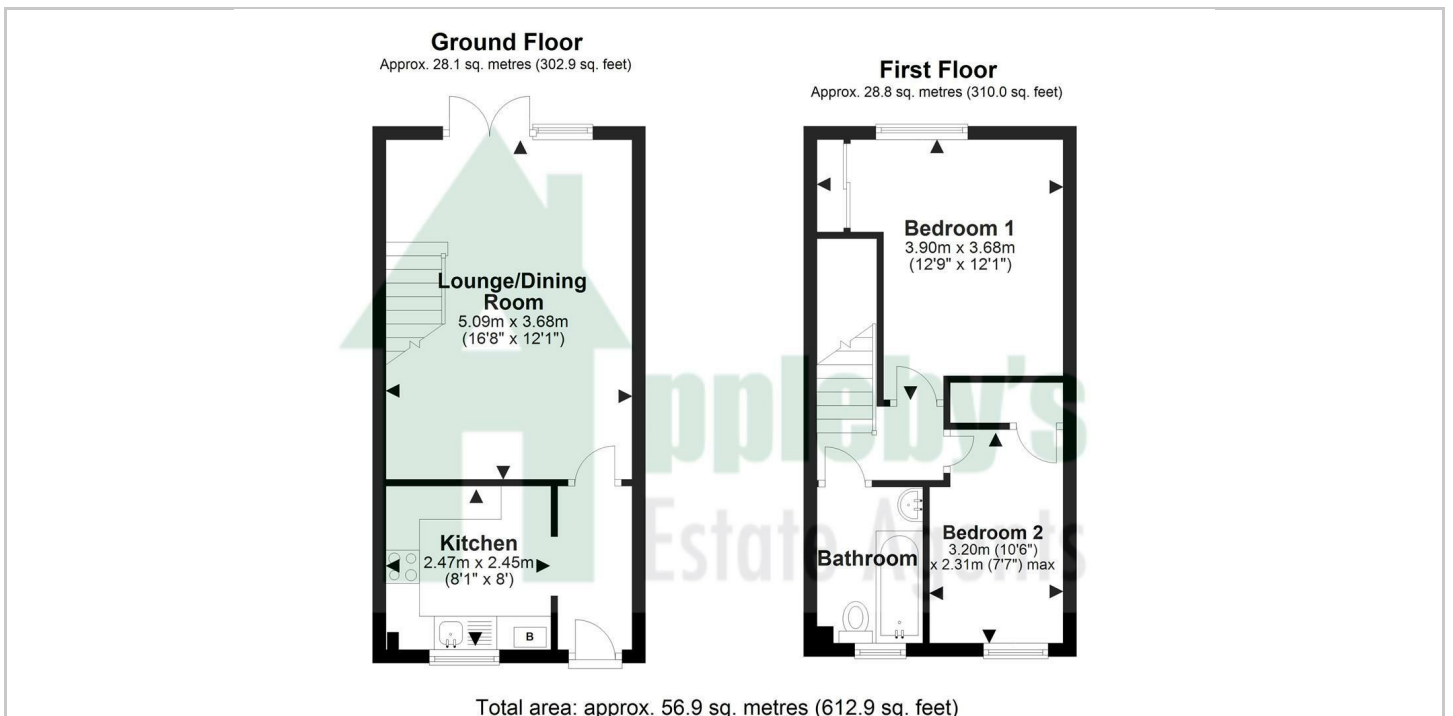 Ground Floor
Approx. 28.1 sq. metres (302.9 sq. feet)
Lounge/Dining
Room
5.09m x 3.68m
(16'8" x 12'1")
Kitchen
2.47m x 2.45m
(8'1" x 8')
B
First Floor
Approx. 28.8 sq. metres (310.0 sq. feet)
Bedroom 1
3.90m x 3.68m
(12'9" x 12'1")
Bathroom
Bedroom 2
3.20m (10'6")
x 2.31m (7'7") max
ppleby's
Estate Agents
Total area: approx. 56.9 sq. metres (612.9 sq. feet)